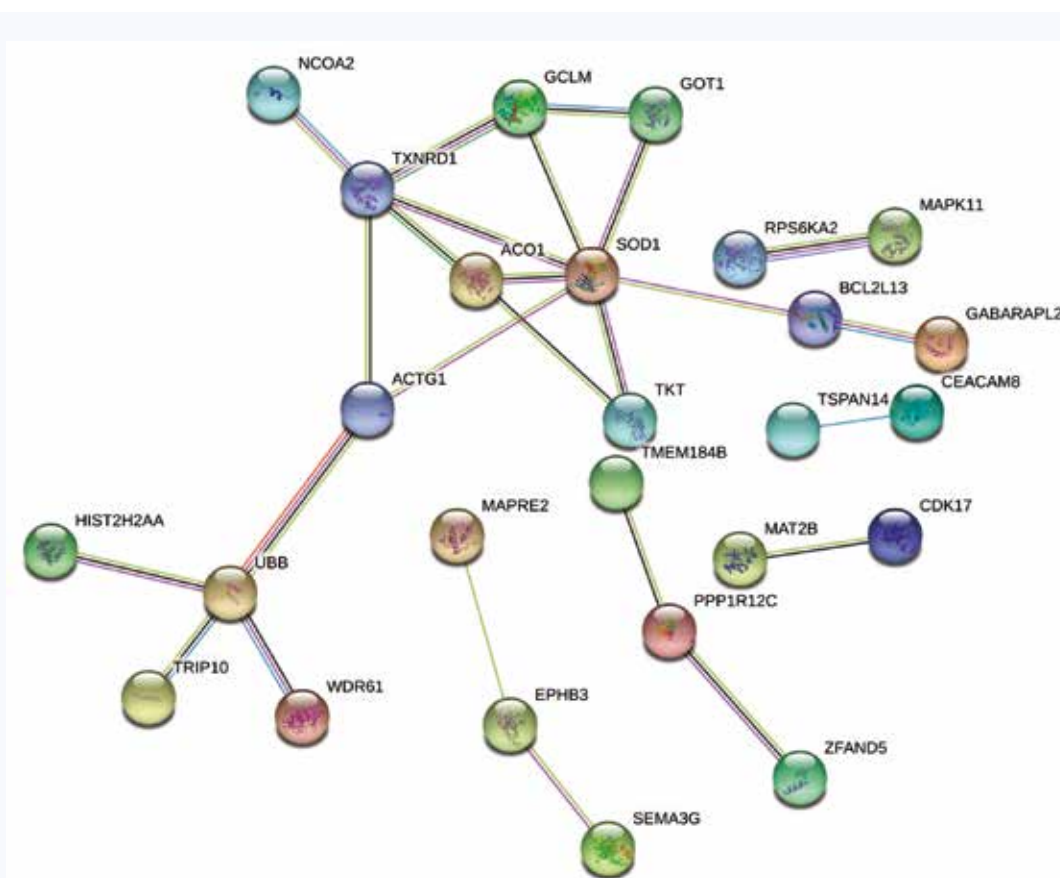 NCOA2
GCLM
GOT1
TXNRD1
MAPK11
RPS6KA2
ACO1
SOD1
BCL2L13
GABARAPL2
CEACAM8
ACTG1
TKT
TSPAN14
TMEM184B
MAPRE2
CDK17
HIST2H2AA
MAT2B
UBB
PPP1R12C
TRIP10
WDR61
EPHB3
ZFAND5
SEMA3G